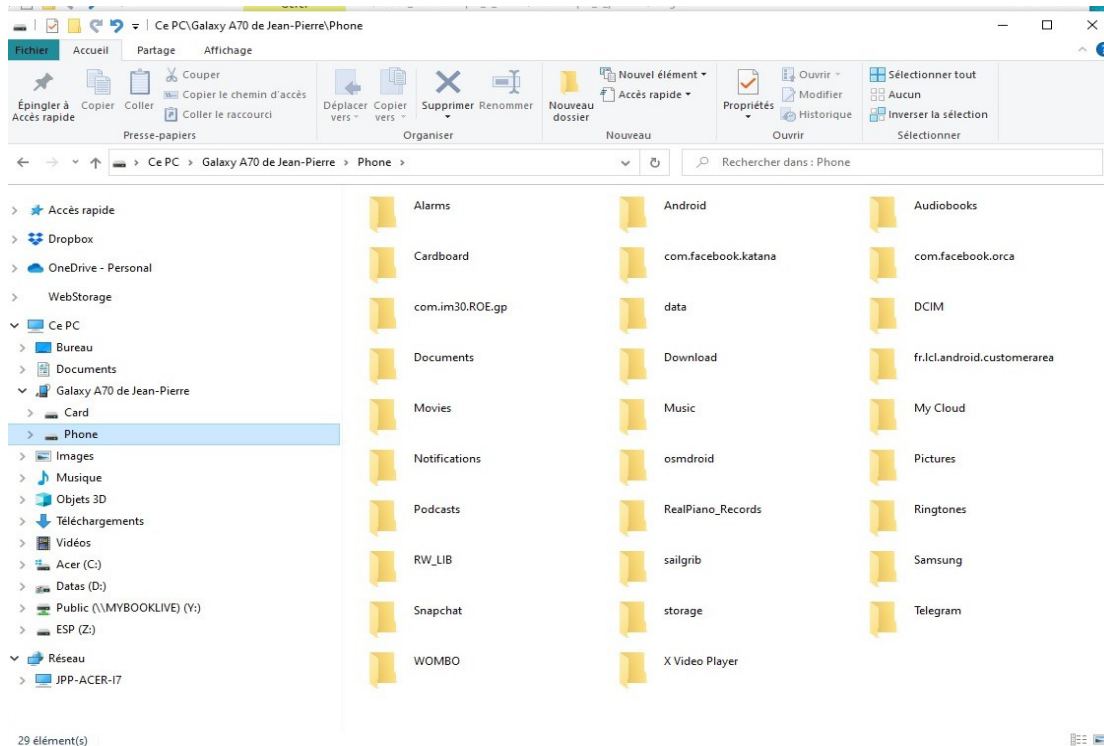 Ce PC\Galaxy A70 de Jean-Pierre\Phone
Fichier Accueil Partage Affichage
Épingler à Accès rapide
Copier
Coller
Couper
Copier le chemin d'accès
Coller le raccourci
Presse-papiers
Déplacer vers
Copier vers
Supprimer
Renommer
Organiser
Nouveau dossier
Nouvel élément
Accès rapide
Nouveau
Propriétés
Ouvrir
Modifier
Historique
Ouvrir
Sélectionner tout
Aucun
Inverser la sélection
Sélectionner
Ce PC > Galaxy A70 de Jean-Pierre > Phone >
Rechercher dans : Phone
Accès rapide
Dropbox
OneDrive - Personal
WebStorage
Ce PC
Bureau
Documents
Galaxy A70 de Jean-Pierre
Card
Phone
Images
Musique
Objets 3D
Téléchargements
Vidéos
Acer (C:)
Datas (D:)
Public (\\MYBOOKLIVE) (Y:)
ESP (Z:)
Réseau
JPP-ACER-I7
Alarms Android Audiobooks
Cardboard com.facebook.katana com.facebook.orca
com.im30.ROE.gp data DCIM
Documents Download fr.lcl.android.customerarea
Movies Music My Cloud
Notifications osmdroid Pictures
Podcasts RealPiano_Records Ringtones
RW_LIB sailgrib Samsung
Snapchat storage Telegram
WOMBO X Video Player
29 élément(s)